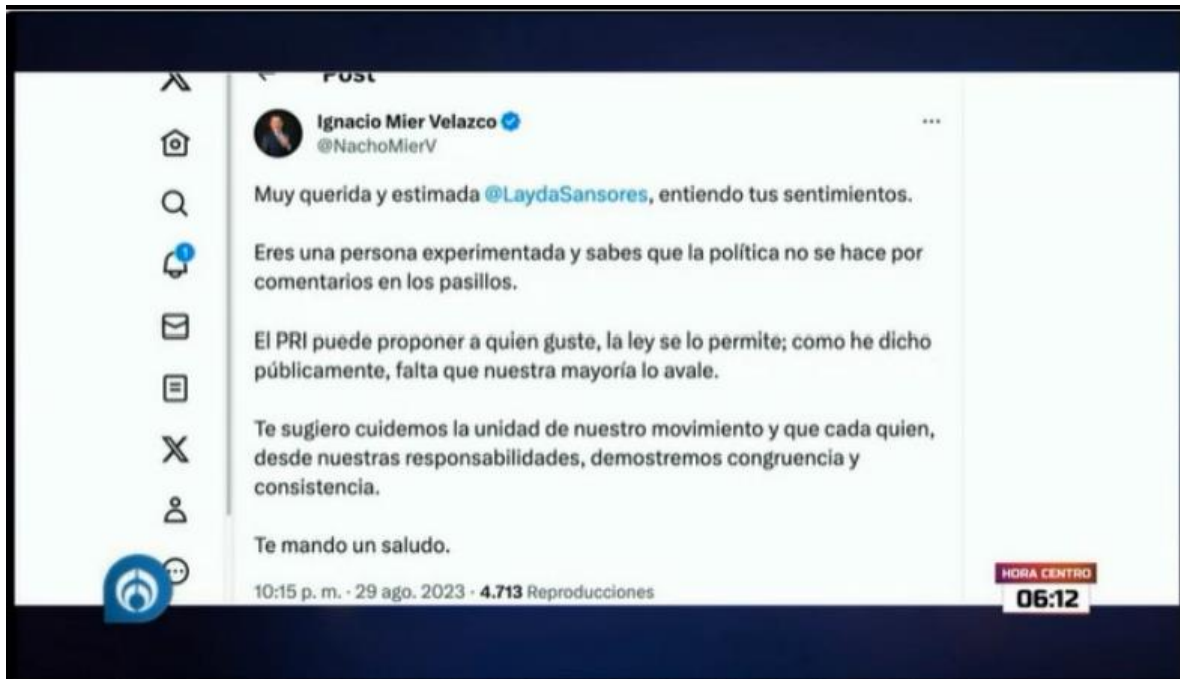 Post
Ignacio Mier Velazco
@NachoMierV
Muy querida y estimada @LaydaSansores, entiendo tus sentimientos.
Eres una persona experimentada y sabes que la política no se hace por
comentarios en los pasillos.
El PRI puede proponer a quien guste, la ley se lo permite; como he dicho
públicamente, falta que nuestra mayoría lo avale.
Te sugiero cuidemos la unidad de nuestro movimiento y que cada quien,
desde nuestras responsabilidades, demostremos congruencia y
consistencia.
Te mando un saludo.
10:15 p. m. · 29 ago. 2023 · 4.713 Reproducciones
1
HORA CENTRO
06:12